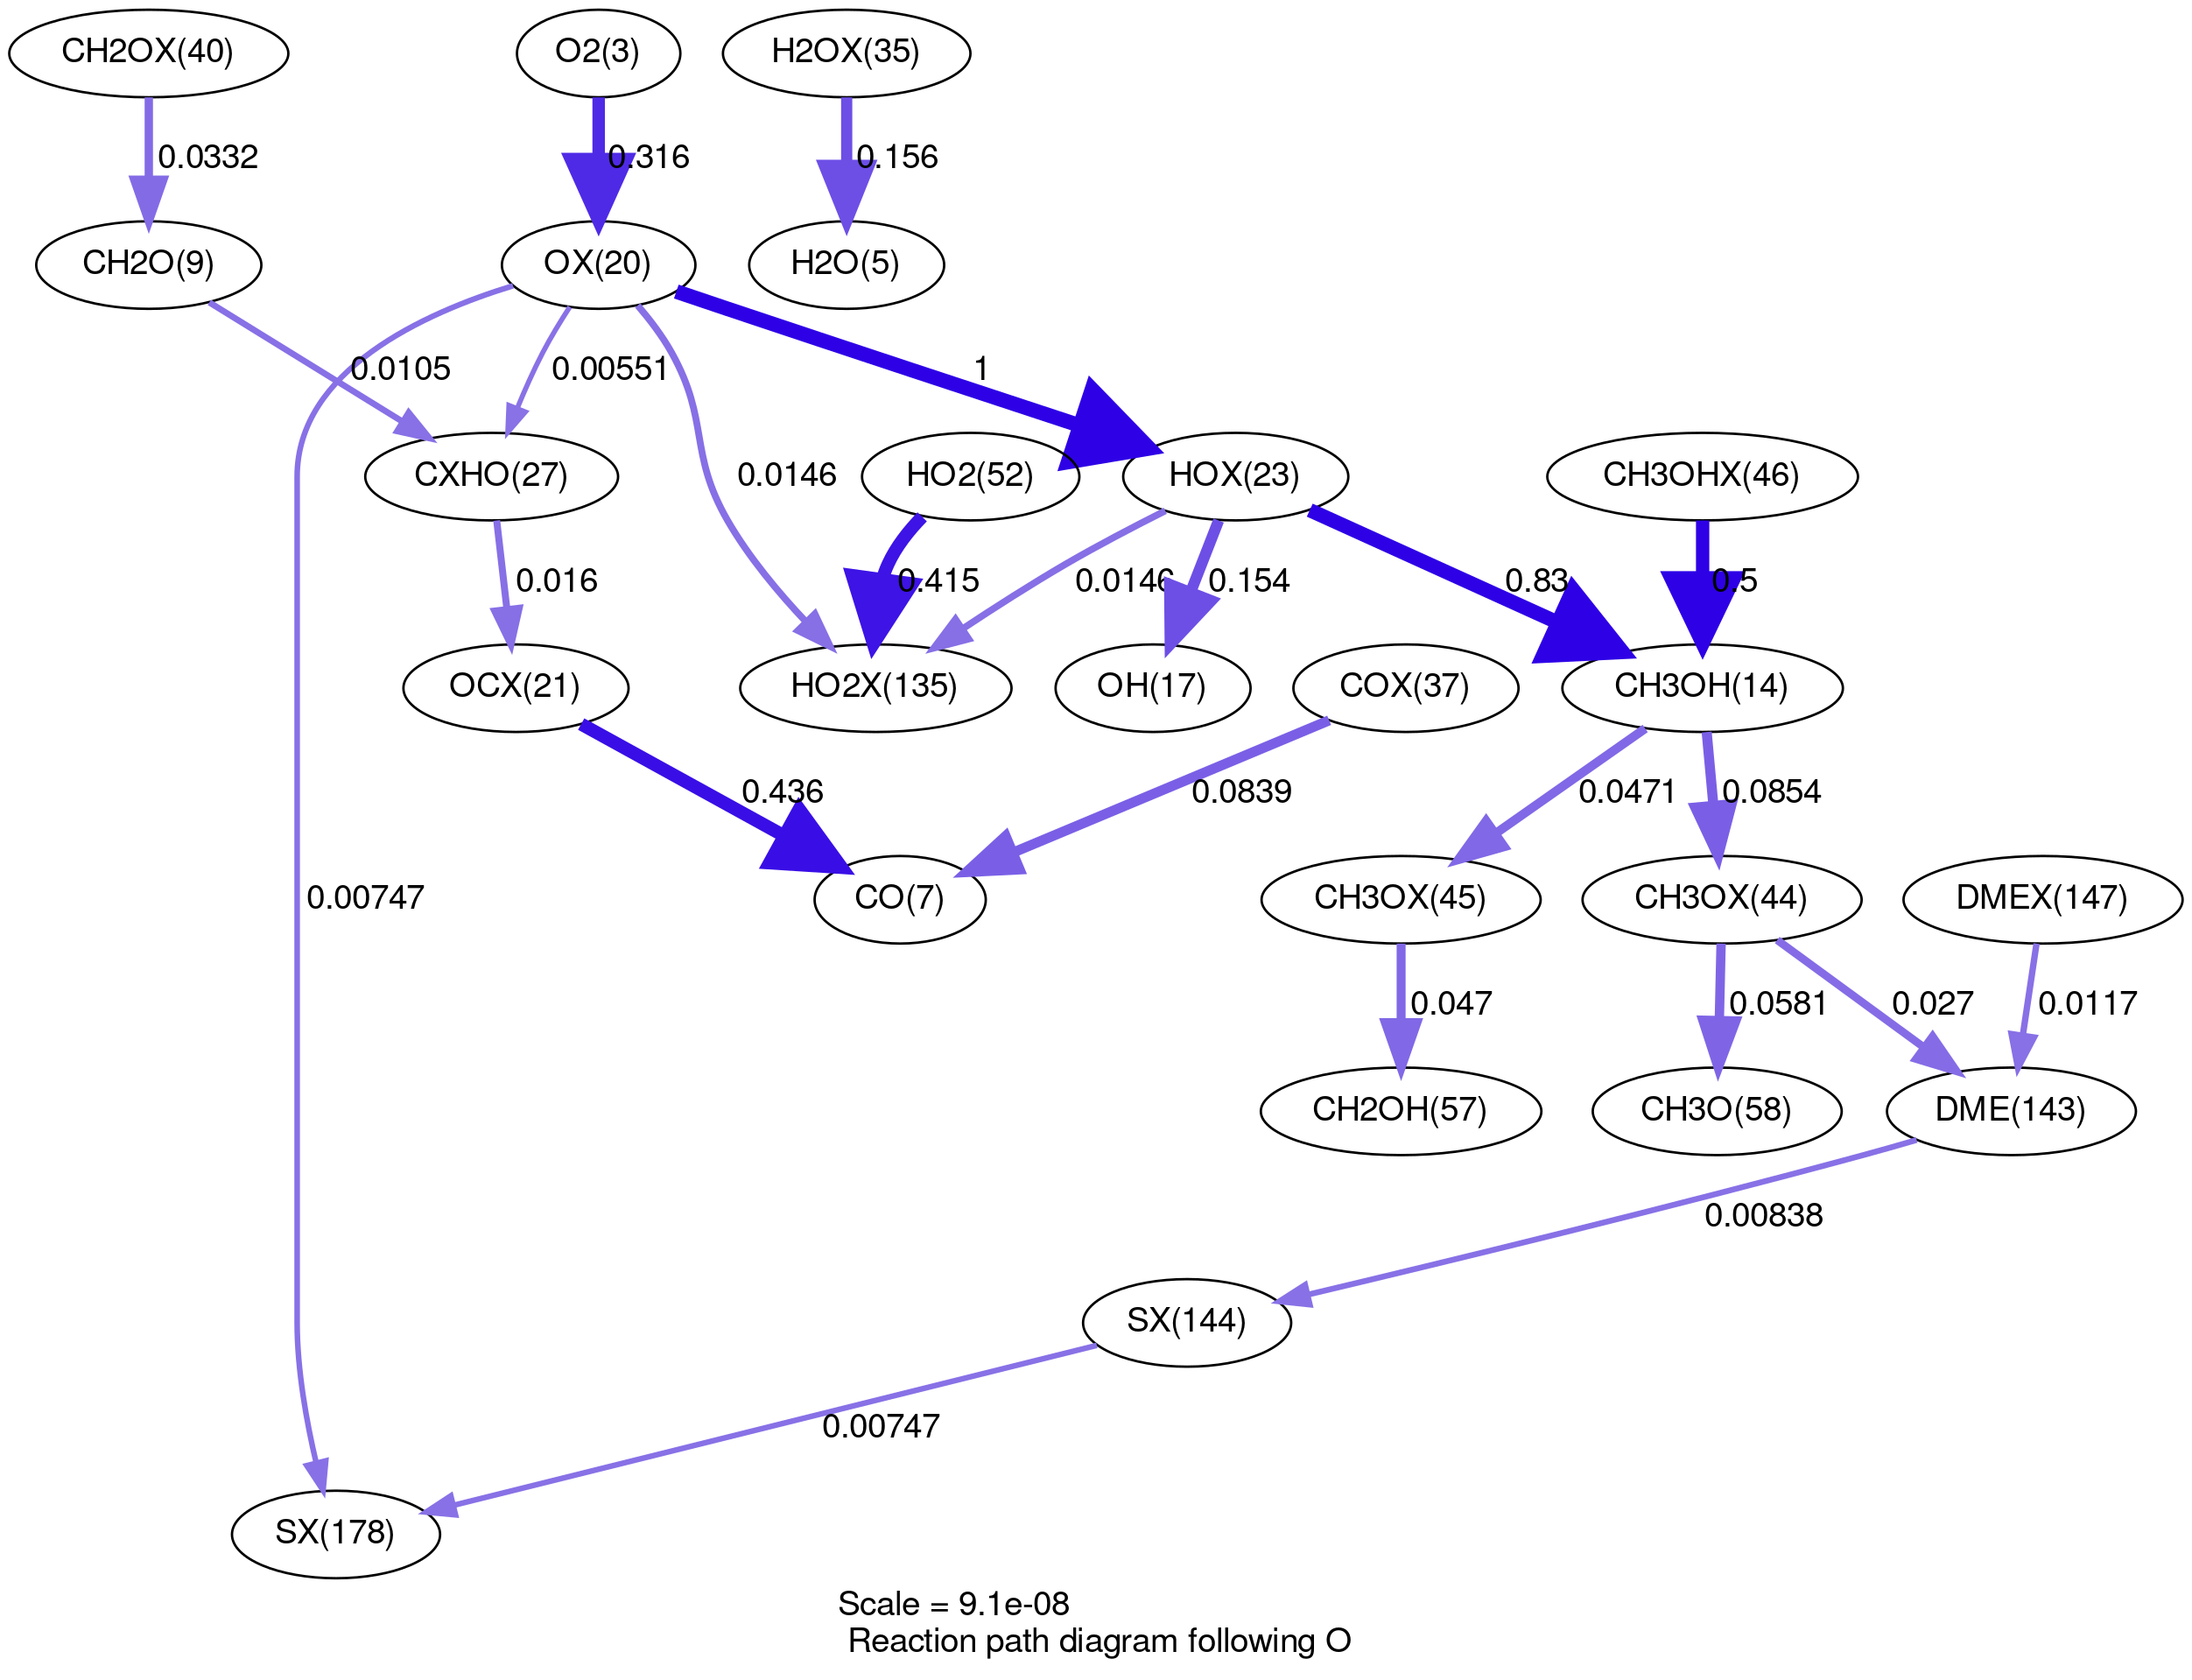 CH2OX(40)
O2(3)
H2OX(35)
0.0332
0.316
0.156
CH2O(9)
OX(20)
H2O(5)
0.0105
0.00551
1
CXHO(27)
0.0146
HO2(52)
HOX(23)
CH3OHX(46)
0.016
0.415
0.0146
0.154
0.83
0.5
OCX(21)
HO2X(135)
OH(17)
COX(37)
CH3OH(14)
0.436
0.0839
0.0471
0.0854
0.00747
CO(7)
CH3OX(45)
CH3OX(44)
DMEX(147)
0.047
0.0581
0.027
0.0117
CH2OH(57)
CH3O(58)
DME(143)
0.00838
SX(144)
0.00747
SX(178)
Scale = 9.1e-08
Reaction path diagram following O